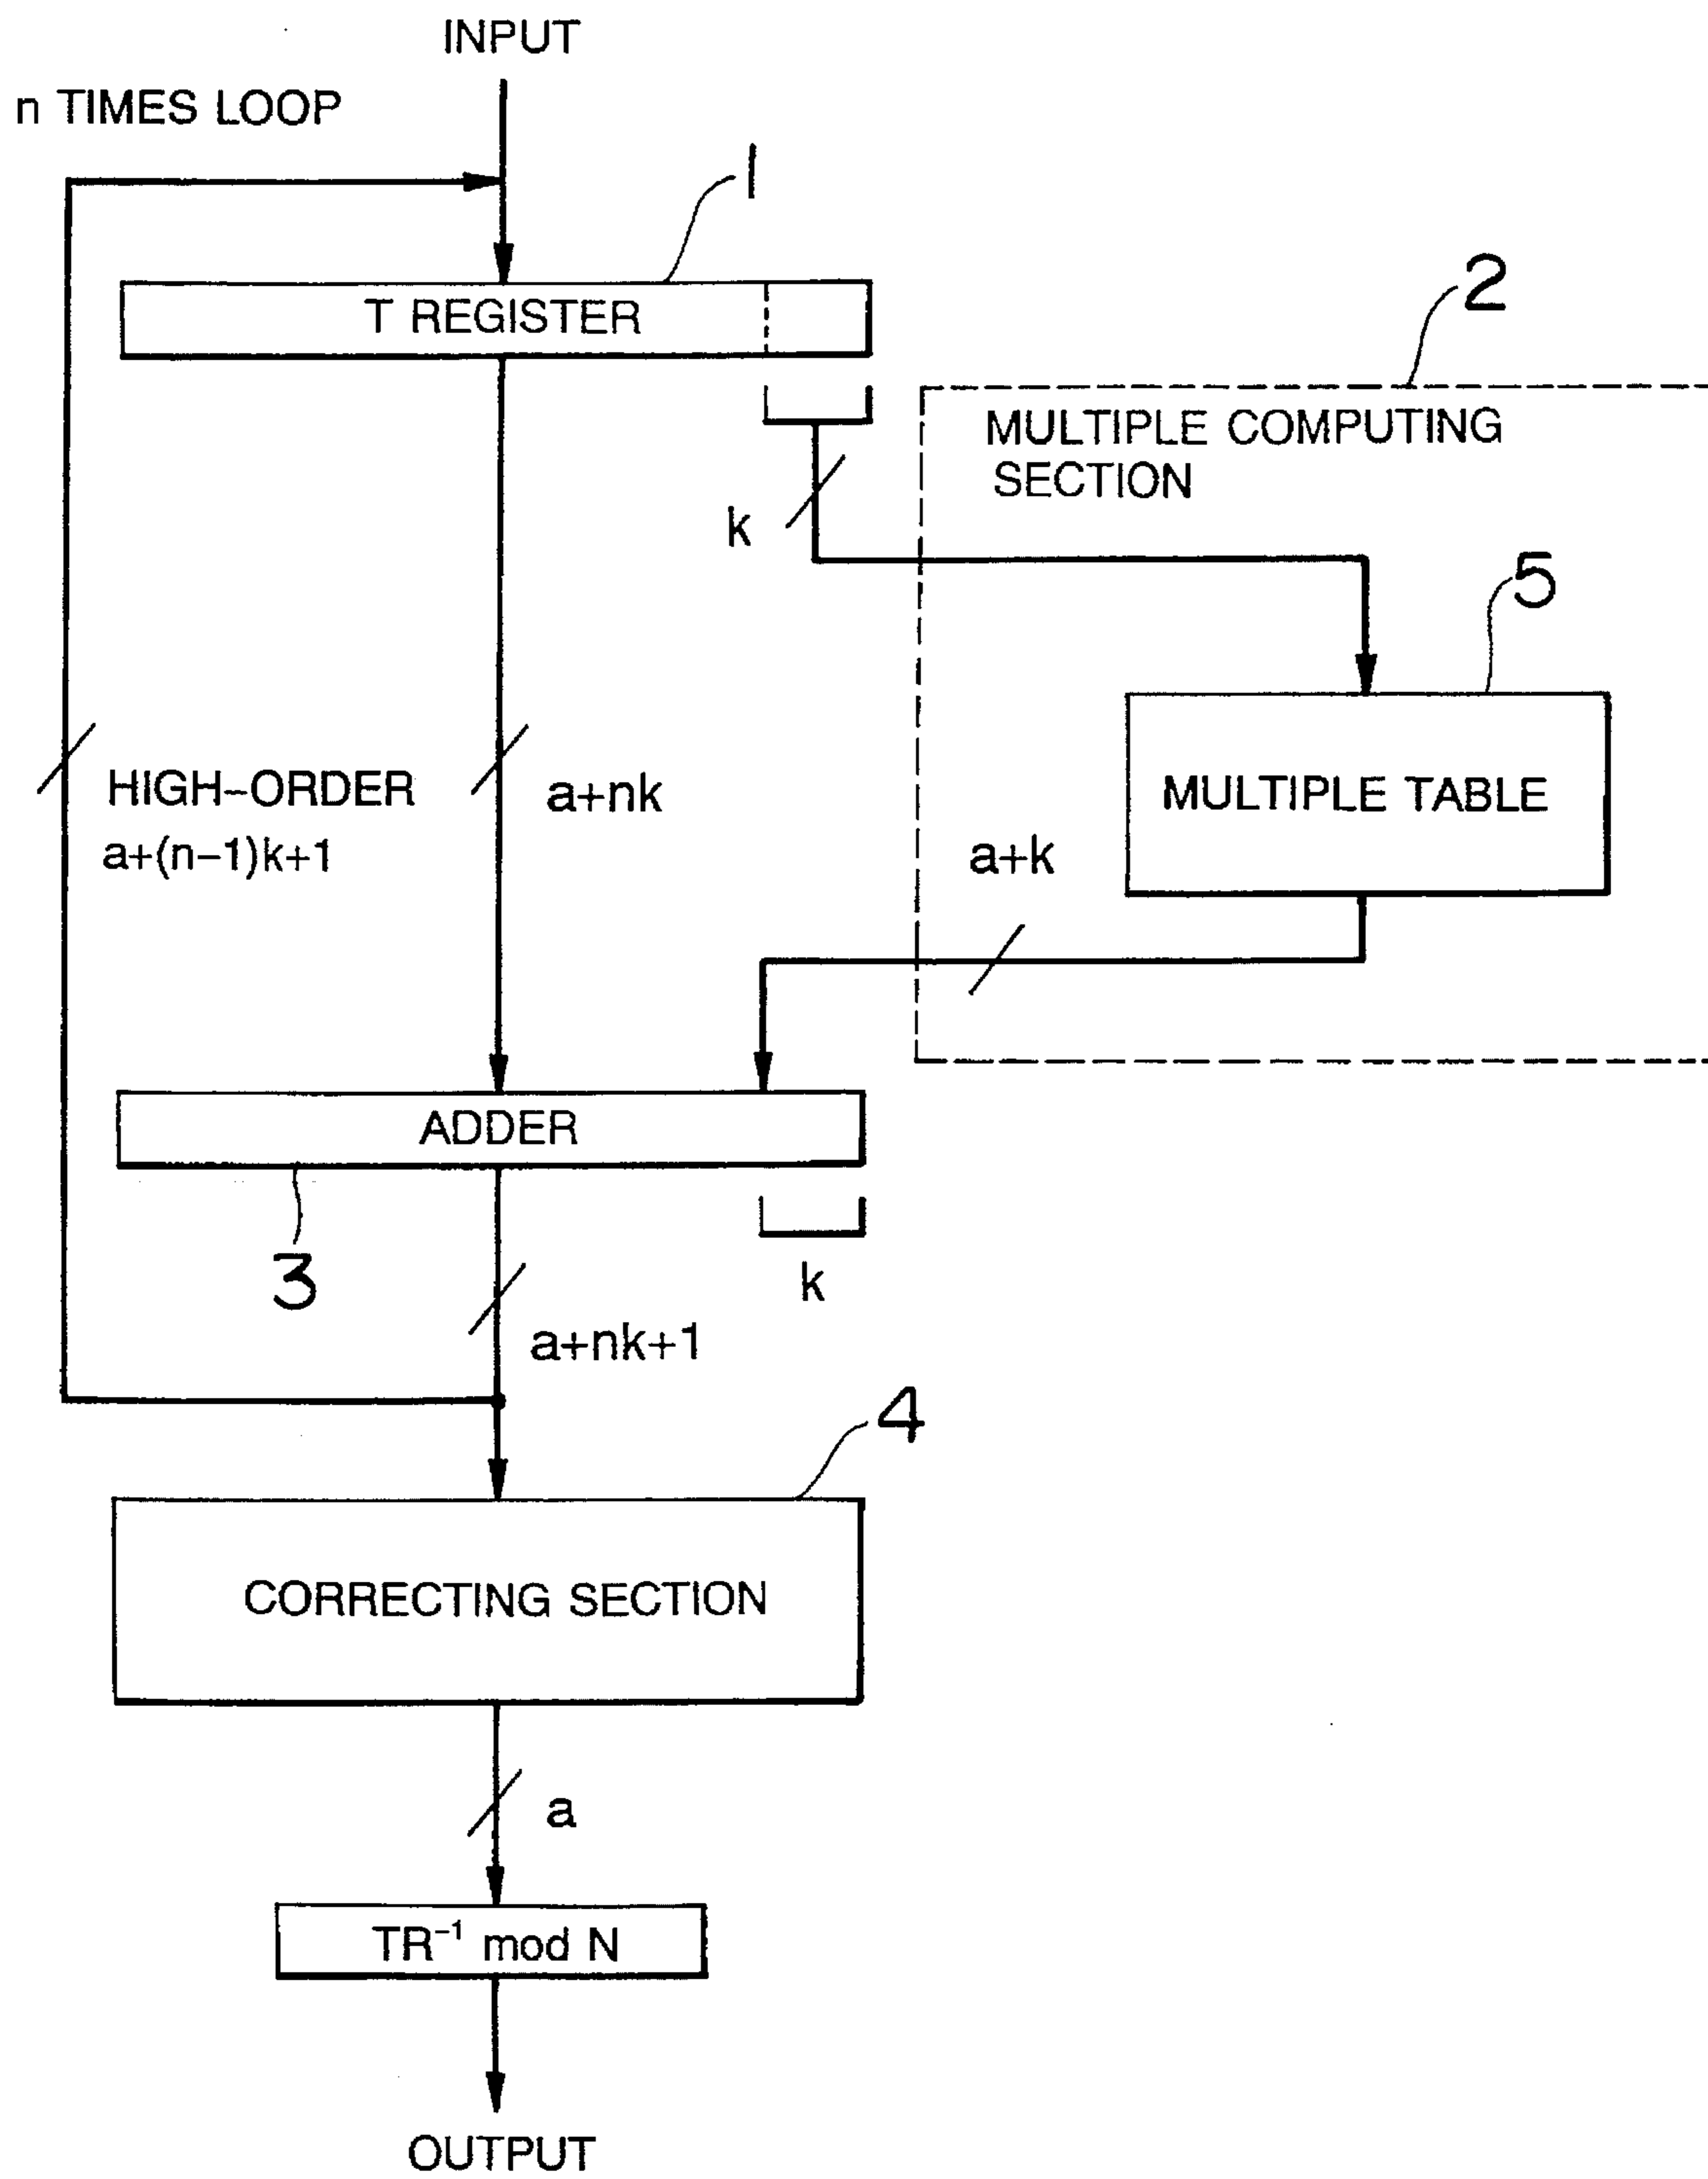 INPUT
n TIMES LOOP
1
T REGISTER
2
MULTIPLE COMPUTING
SECTION
k
5
MULTIPLE TABLE
HIGH-ORDER
a+(n-1)k+1
a+nk
a+k
ADDER
3
k
a+nk+1
4
CORRECTING SECTION
a
TR⁻¹ mod N
OUTPUT